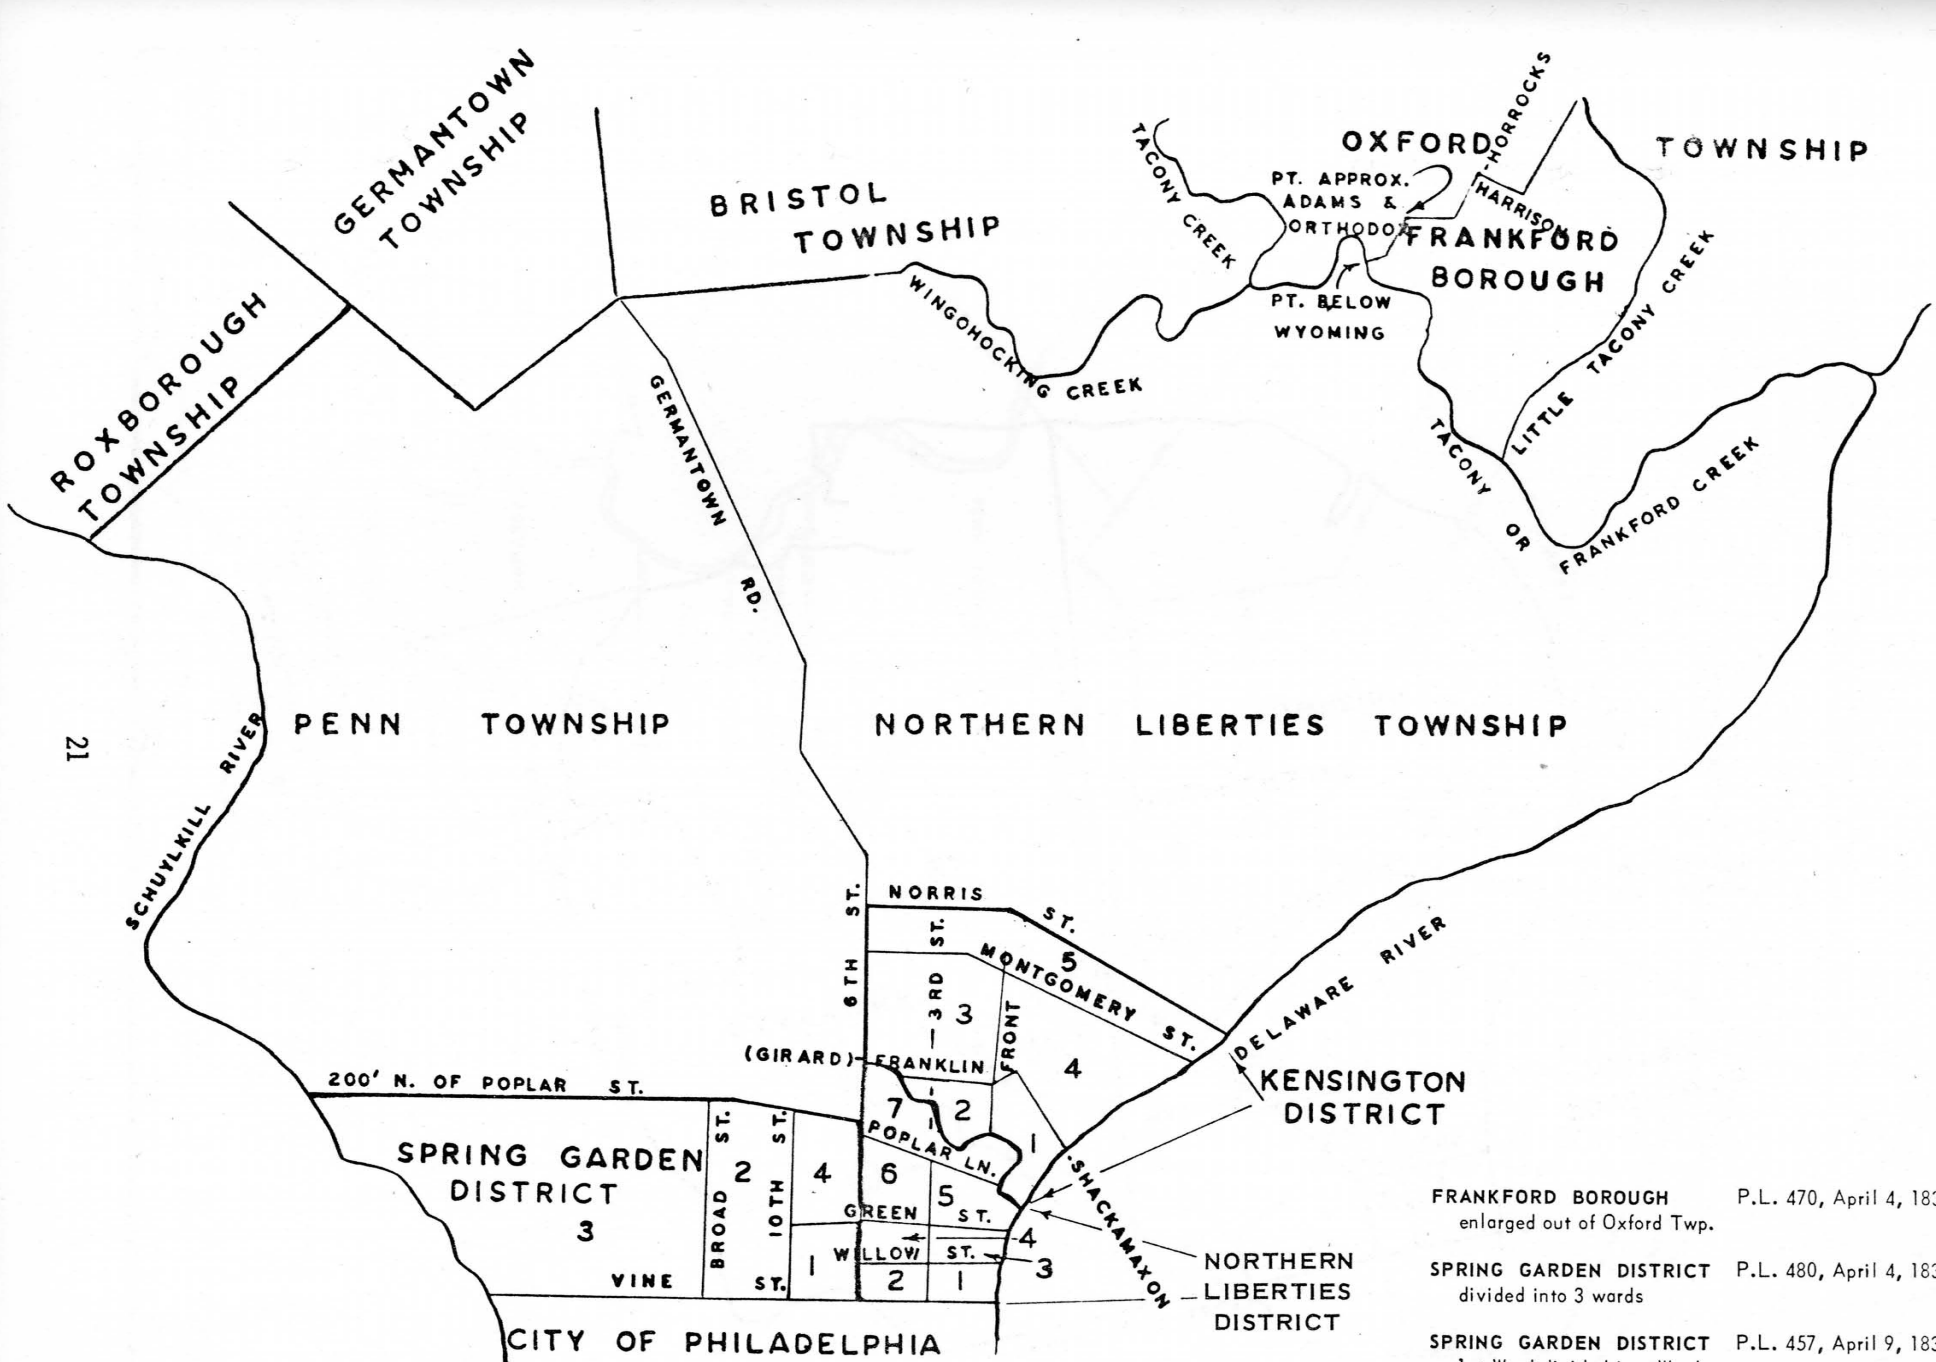 GERMANTOWN
TOWNSHIP
BRISTOL
TOWNSHIP
TACONY CREEK
OXFORD
TOWNSHIP
HORROCKS
PT. APPROX.
ADAMS &
ORTHODOX
HARRISON
FRANKFORD
BOROUGH
PT. BELOW
WYOMING
WINGOHOCKING CREEK
LITTLE TACONY CREEK
TACONY OR
FRANKFORD CREEK
ROXBOROUGH
TOWNSHIP
GERMANTOWN RD.
21
SCHUYLKILL RIVER
PENN TOWNSHIP
NORTHERN LIBERTIES TOWNSHIP
NORRIS ST.
6TH ST.
3RD ST.
5
MONTGOMERY ST.
3
FRONT
4
DELAWARE RIVER
(GIRARD)
FRANKLIN
KENSINGTON
DISTRICT
200' N. OF POPLAR ST.
7
2
1
POPLAR LN.
SHACKAMAXON
SPRING GARDEN
DISTRICT
3
BROAD ST.
2
10TH ST.
4
6
5
GREEN ST.
4
WILLOW ST.
3
1
2
1
VINE ST.
NORTHERN
LIBERTIES
DISTRICT
CITY OF PHILADELPHIA
FRANKFORD BOROUGH P.L. 470, April 4, 183
enlarged out of Oxford Twp.
SPRING GARDEN DISTRICT P.L. 480, April 4, 183
divided into 3 wards
SPRING GARDEN DISTRICT P.L. 457, April 9, 183